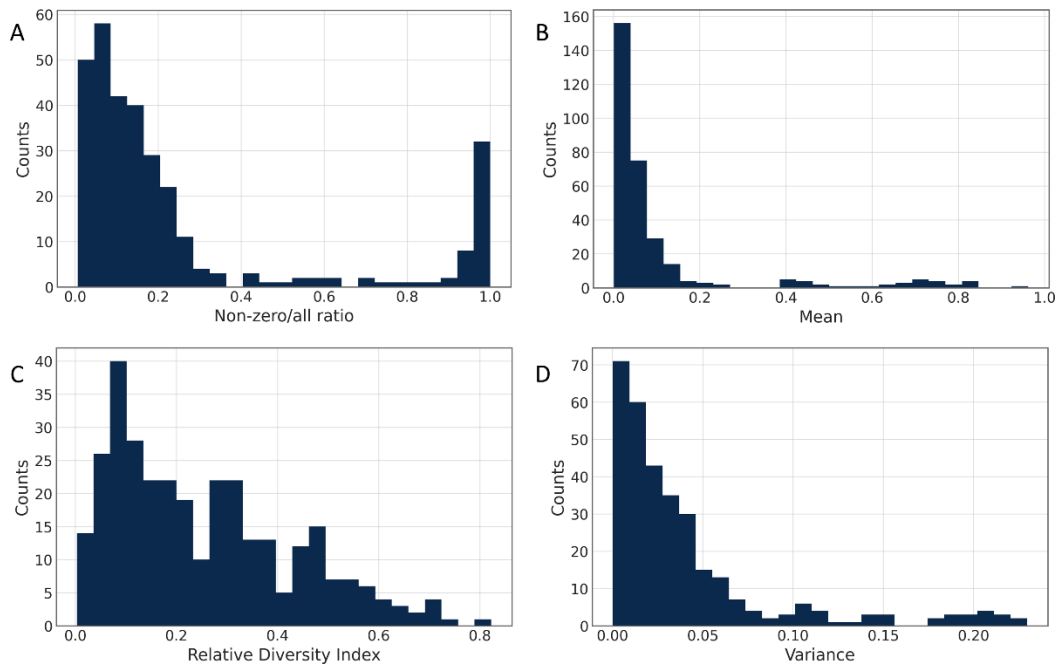 A
60
50
40
30
20
10
0
Counts
0.0 0.2 0.4 0.6 0.8 1.0
Non-zero/all ratio
B
160
140
120
100
80
60
40
20
0
Counts
0.0 0.2 0.4 0.6 0.8 1.0
Mean
C
40
35
30
25
20
15
10
5
0
Counts
0.0 0.2 0.4 0.6 0.8
Relative Diversity Index
D
70
60
50
40
30
20
10
0
Counts
0.00 0.05 0.10 0.15 0.20
Variance